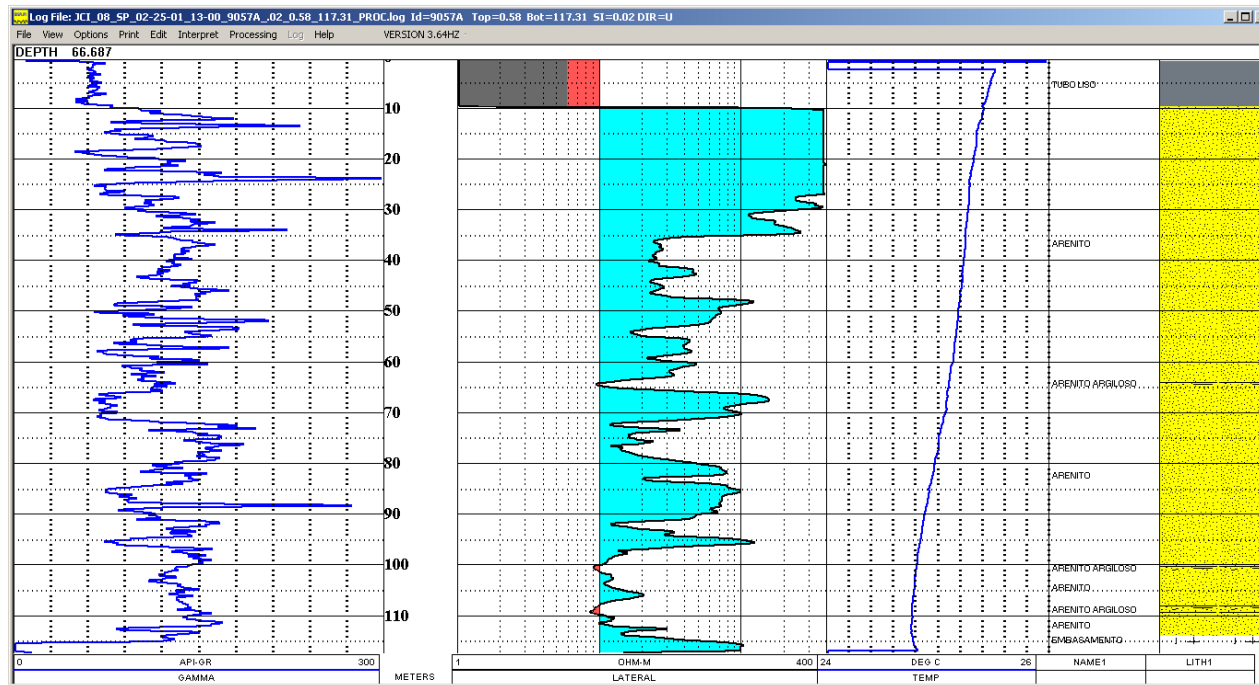 Log File: JCI_08_SP_02-25-01_13-00_9057A_.02_0.58_117.31_PROC.log Id=9057A Top=0.58 Bot=117.31 SI=0.02 DIR=U
File View Options Print Edit Interpret Processing Log Help VERSION 3.64HZ
DEPTH 66.687
TUBO LISO
10
20
30
ARENITO
40
50
60
ARENITO ARGILOSO
70
80
ARENITO
90
100
ARENITO ARGILOSO
ARENITO
ARENITO ARGILOSO
110
ARENITO
EMBASAMENTO
0 API-GR 300 1 OHM-M 400 24 DEG C 26 NAME1 LITH1
GAMMA METERS LATERAL TEMP